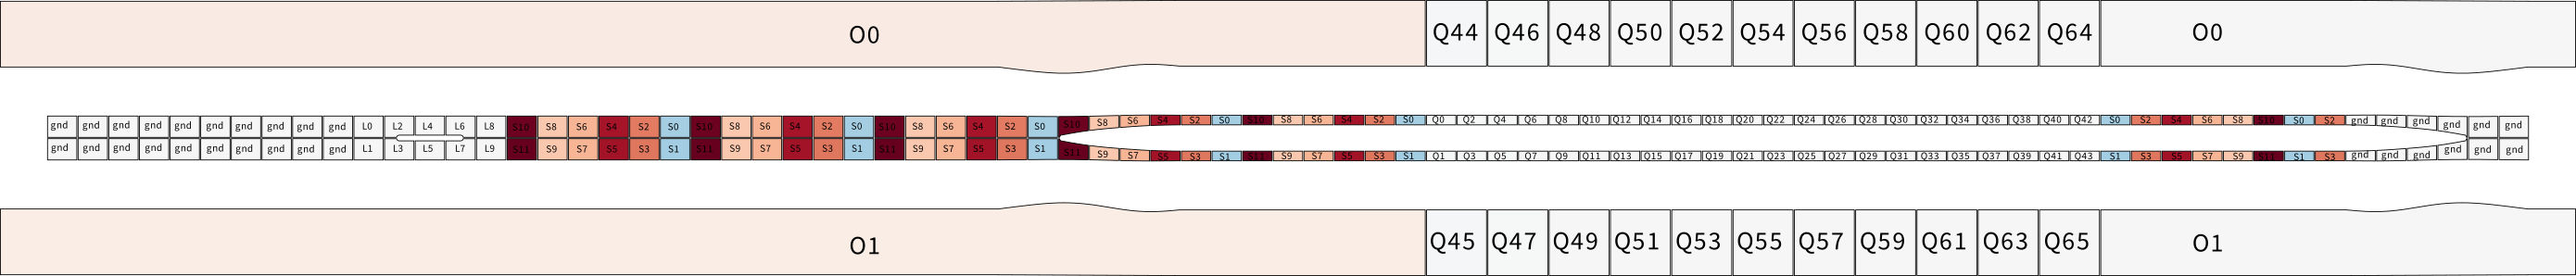 O0 Q44 Q46 Q48 Q50 Q52 Q54 Q56 Q58 Q60 Q62 Q64 O0
gnd gnd gnd gnd gnd gnd gnd gnd gnd gnd L0 L2 L4 L6 L8 S10 S8 S6 S4 S2 S0 S10 S8 S6 S4 S2 S0 S10 S8 S6 S4 S2 S0 S10 S8 S6 S4 S2 S0 S10 S8 S6 S4 S2 S0 Q0 Q2 Q4 Q6 Q8 Q10 Q12 Q14 Q16 Q18 Q20 Q22 Q24 Q26 Q28 Q30 Q32 Q34 Q36 Q38 Q40 Q42 S0 S2 S4 S6 S8 S10 S0 S2 gnd gnd gnd gnd gnd gnd
gnd gnd gnd gnd gnd gnd gnd gnd gnd gnd L1 L3 L5 L7 L9 S11 S9 S7 S5 S3 S1 S11 S9 S7 S5 S3 S1 S11 S9 S7 S5 S3 S1 S11 S9 S7 S5 S3 S1 S11 S9 S7 S5 S3 S1 Q1 Q3 Q5 Q7 Q9 Q11 Q13 Q15 Q17 Q19 Q21 Q23 Q25 Q27 Q29 Q31 Q33 Q35 Q37 Q39 Q41 Q43 S1 S3 S5 S7 S9 S11 S1 S3 gnd gnd gnd gnd gnd gnd
O1 Q45 Q47 Q49 Q51 Q53 Q55 Q57 Q59 Q61 Q63 Q65 O1